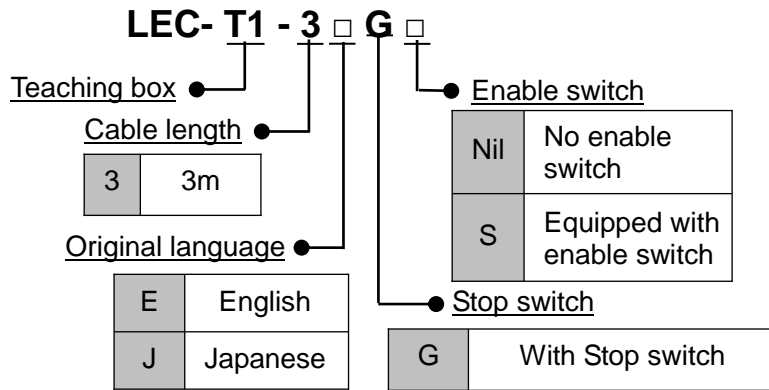 LEC- T1 - 3 □ G □
Teaching box
Cable length
3 3m
Original language
E English
J Japanese
Enable switch
Nil No enable
switch
S Equipped with
enable switch
Stop switch
G With Stop switch